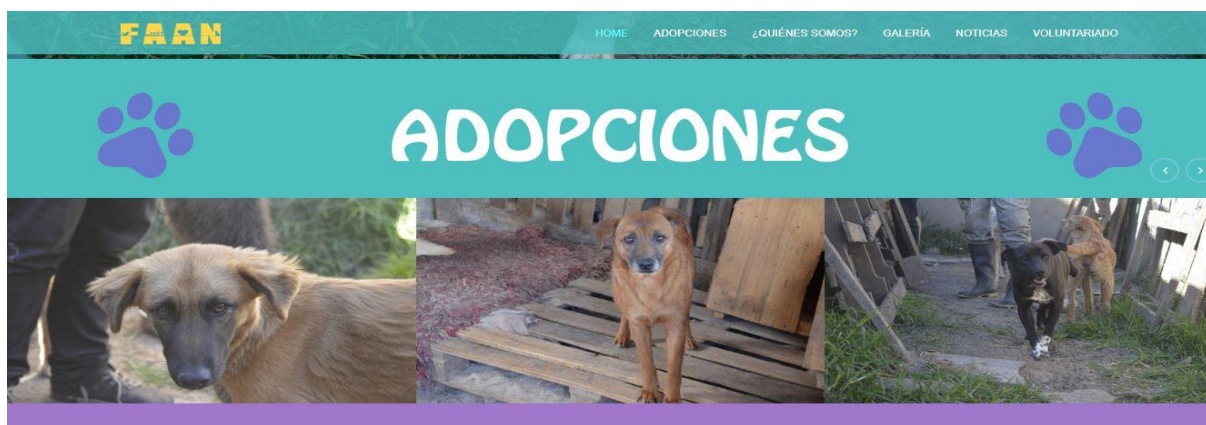 FAAN
HOME ADOPCIONES ¿QUIÉNES SOMOS? GALERÍA NOTICIAS VOLUNTARIADO
ADOPCIONES